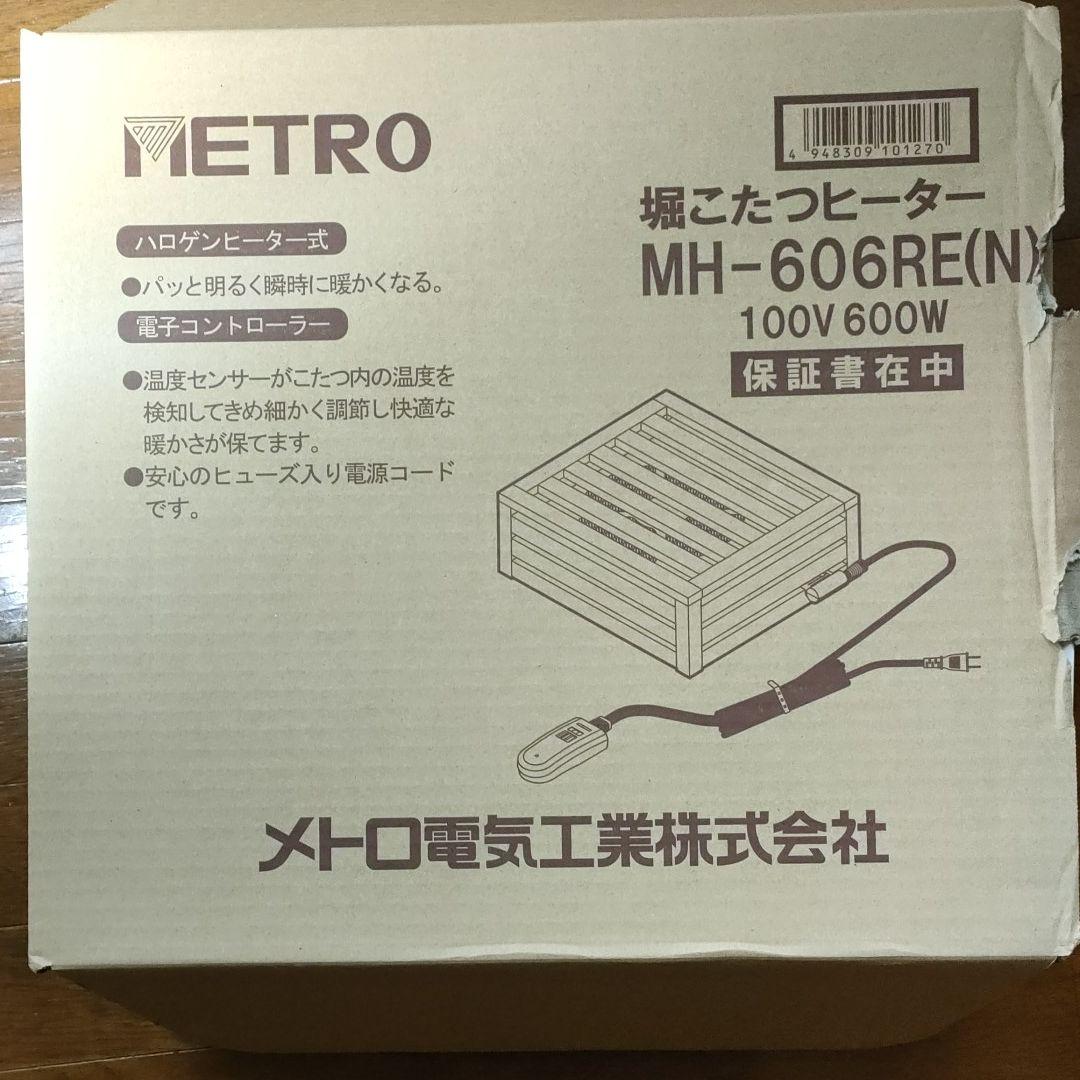 METRO
4 948309 101270
堀こたつヒーター
MH-606RE(N)
100V 600W
保証書在中
ハロゲンヒーター式
●パッと明るく瞬時に暖かくなる。
電子コントローラー
●温度センサーがこたつ内の温度を
検知してきめ細かく調節し快適な
暖かさが保てます。
●安心のヒューズ入り電源コード
です。
メトロ電気工業株式会社